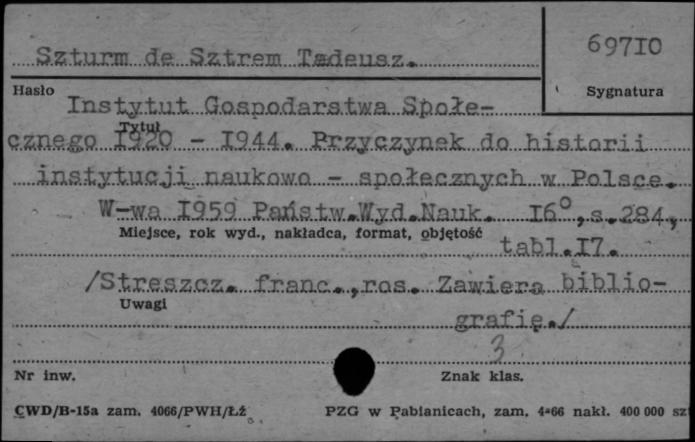 Szturm de Sztrem Tadeusz.
69710
Hasło
Sygnatura
Instytut Gospodarstwa Społe-
Tytuł
cznego 1920 - 1944. Przyczynek do historii
instytucji naukowo - społecznych w Polsce.
W-wa 1959 Państw.Wyd.Nauk. 16°,s.284,
Miejsce, rok wyd., nakładca, format, objętość
tabl.17.
/Streszcz. franc.,ros. Zawiera biblio-
Uwagi
grafię./
3
Nr inw.
Znak klas.
CWD/B-15a zam. 4066/PWH/Łż
PZG w Pabianicach, zam. 4-66 nakł. 400 000 szt